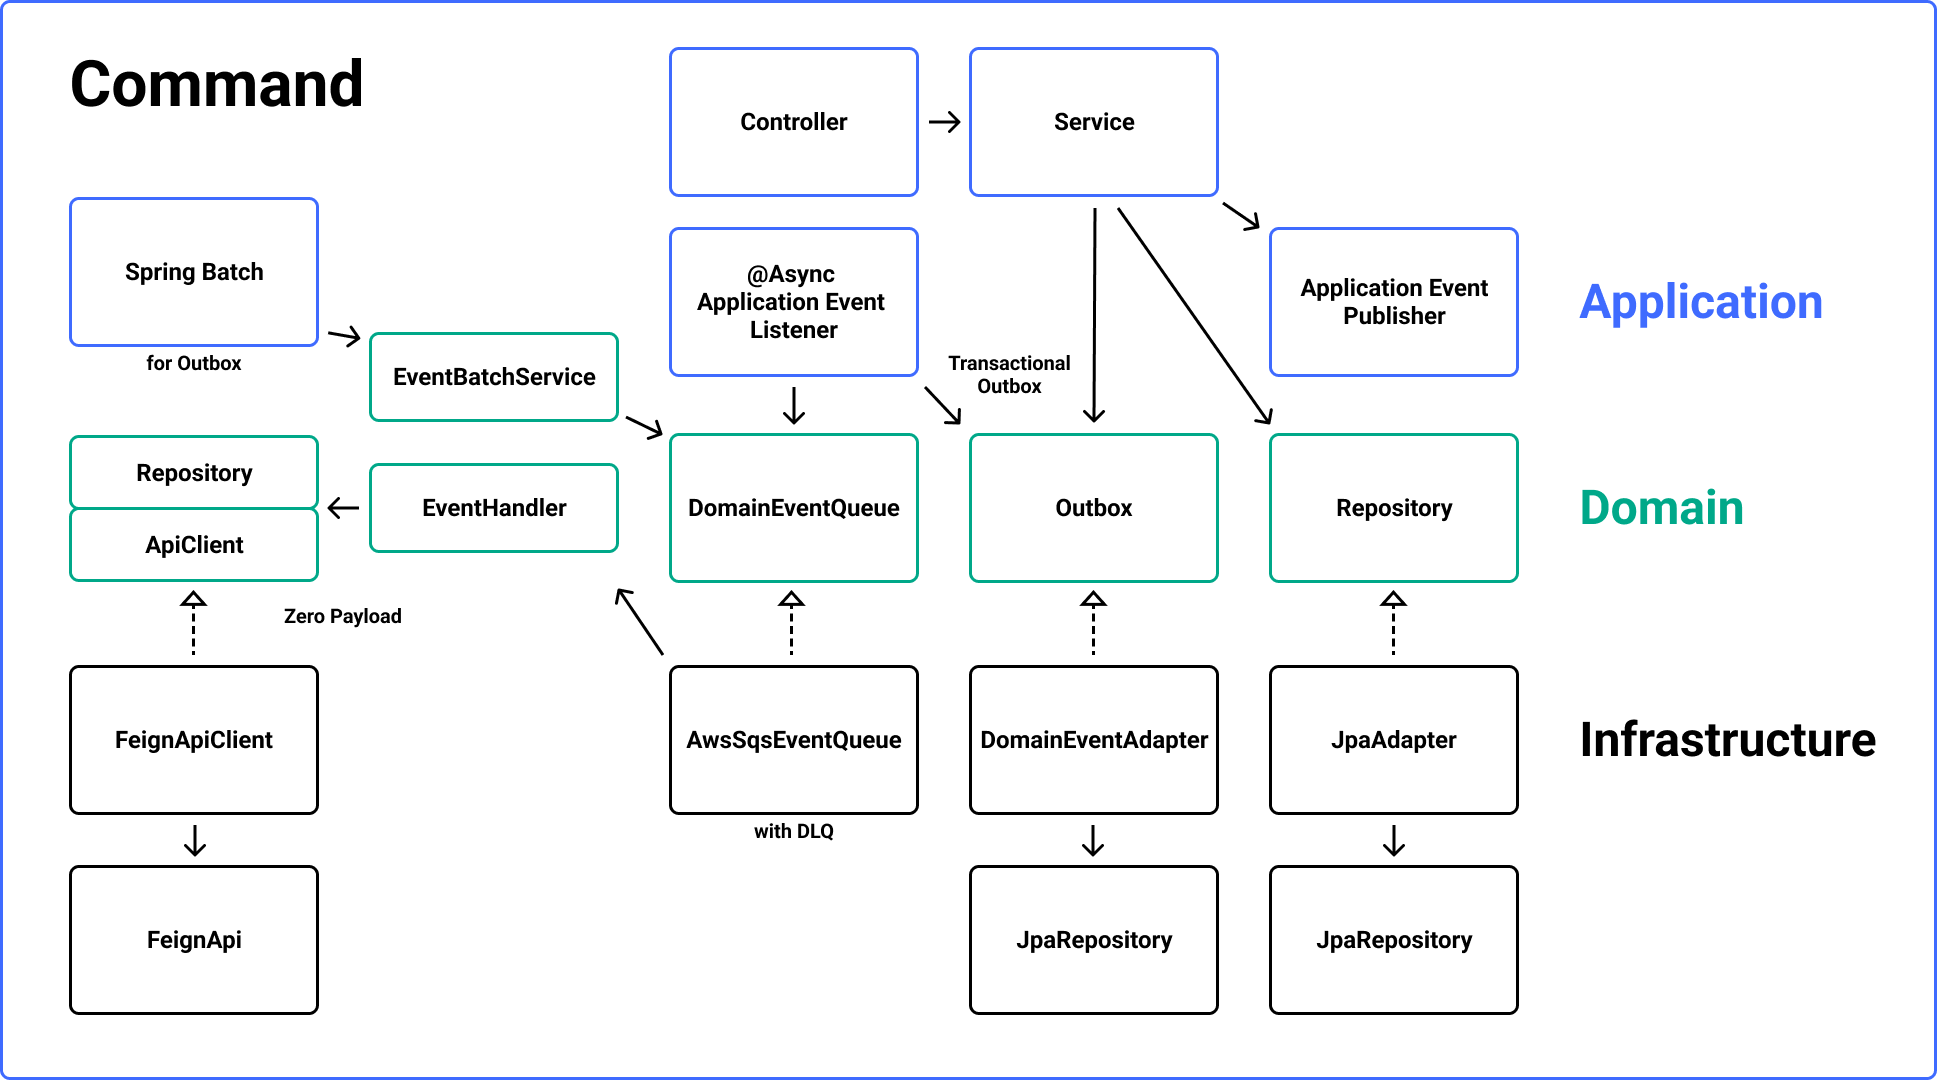 Command
Controller
Service
Spring Batch
for Outbox
@Async
Application Event
Listener
Application Event
Publisher
Application
EventBatchService
Transactional
Outbox
Repository
ApiClient
EventHandler
DomainEventQueue
Outbox
Repository
Domain
Zero Payload
FeignApiClient
AwsSqsEventQueue
with DLQ
DomainEventAdapter
JpaAdapter
Infrastructure
FeignApi
JpaRepository
JpaRepository